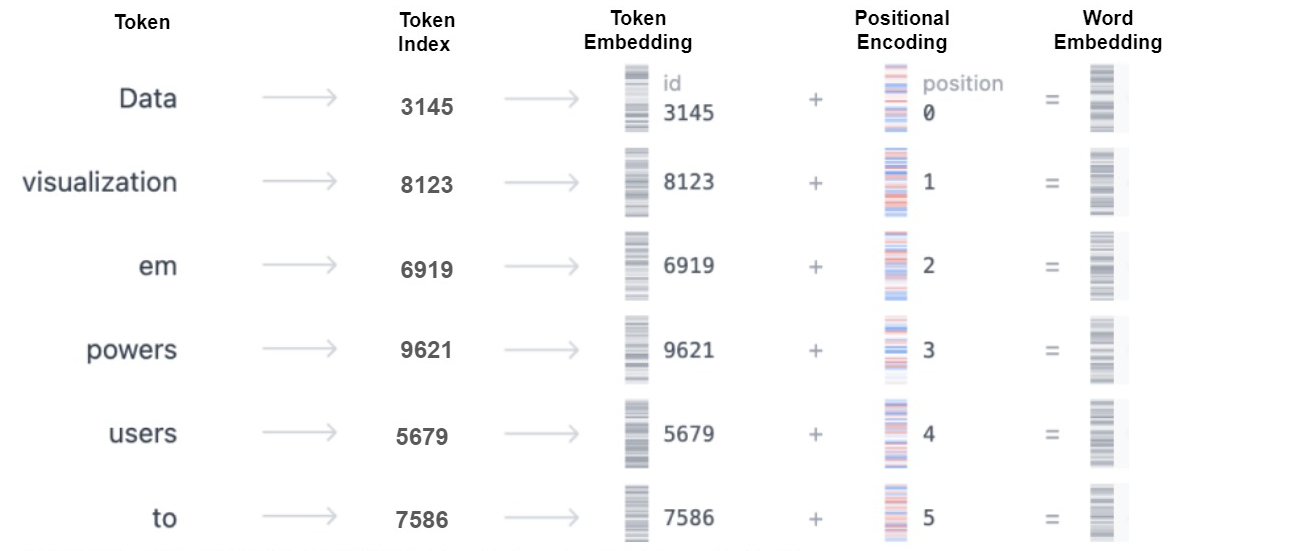 Token Token Index Token Embedding Positional Encoding Word Embedding
Data 3145 id 3145 + position 0 =
visualization 8123 8123 + 1 =
em 6919 6919 + 2 =
powers 9621 9621 + 3 =
users 5679 5679 + 4 =
to 7586 7586 + 5 =